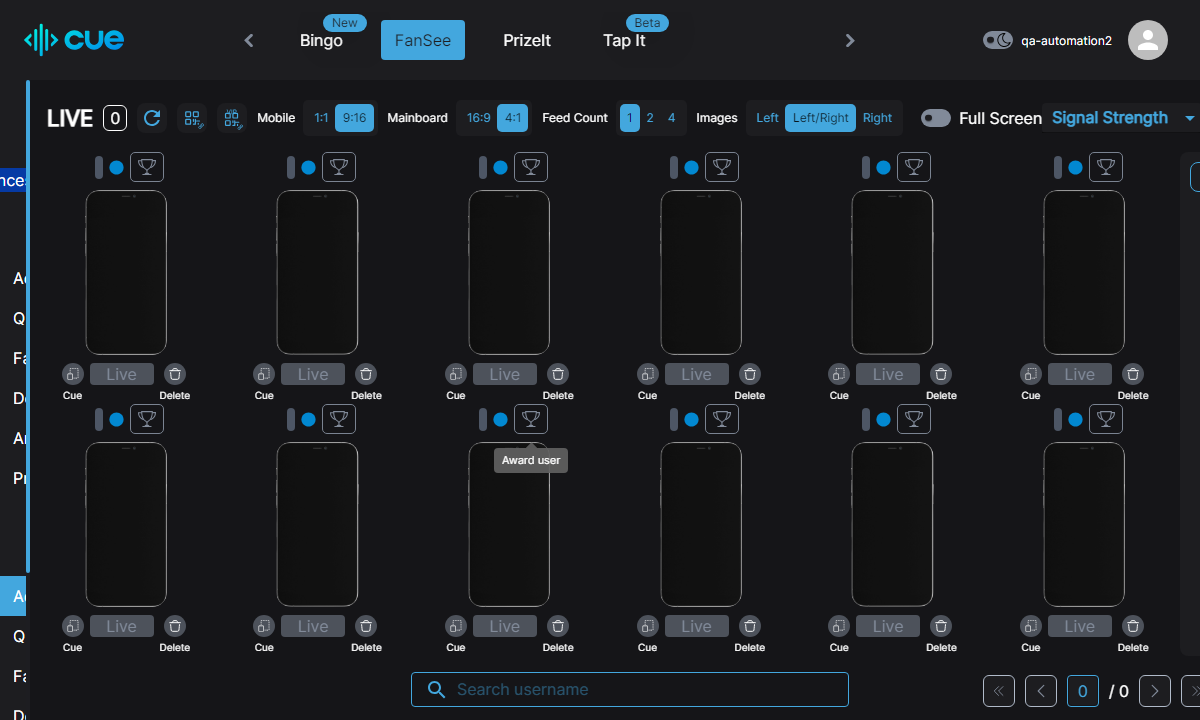 cue
New
Beta
Bingo
FanSee
PrizeIt
Tap It
qa-automation2
LIVE 0
Mobile 1:1 9:16
Mainboard 16:9 4:1
Feed Count 1 2 4
Images Left Left/Right Right
Full Screen
Signal Strength
Live Live Live Live Live Live
Cue Delete Cue Delete Cue Delete Cue Delete Cue Delete Cue Delete
Award user
Live Live Live Live Live Live
Cue Delete Cue Delete Cue Delete Cue Delete Cue Delete Cue Delete
Search username
0 / 0